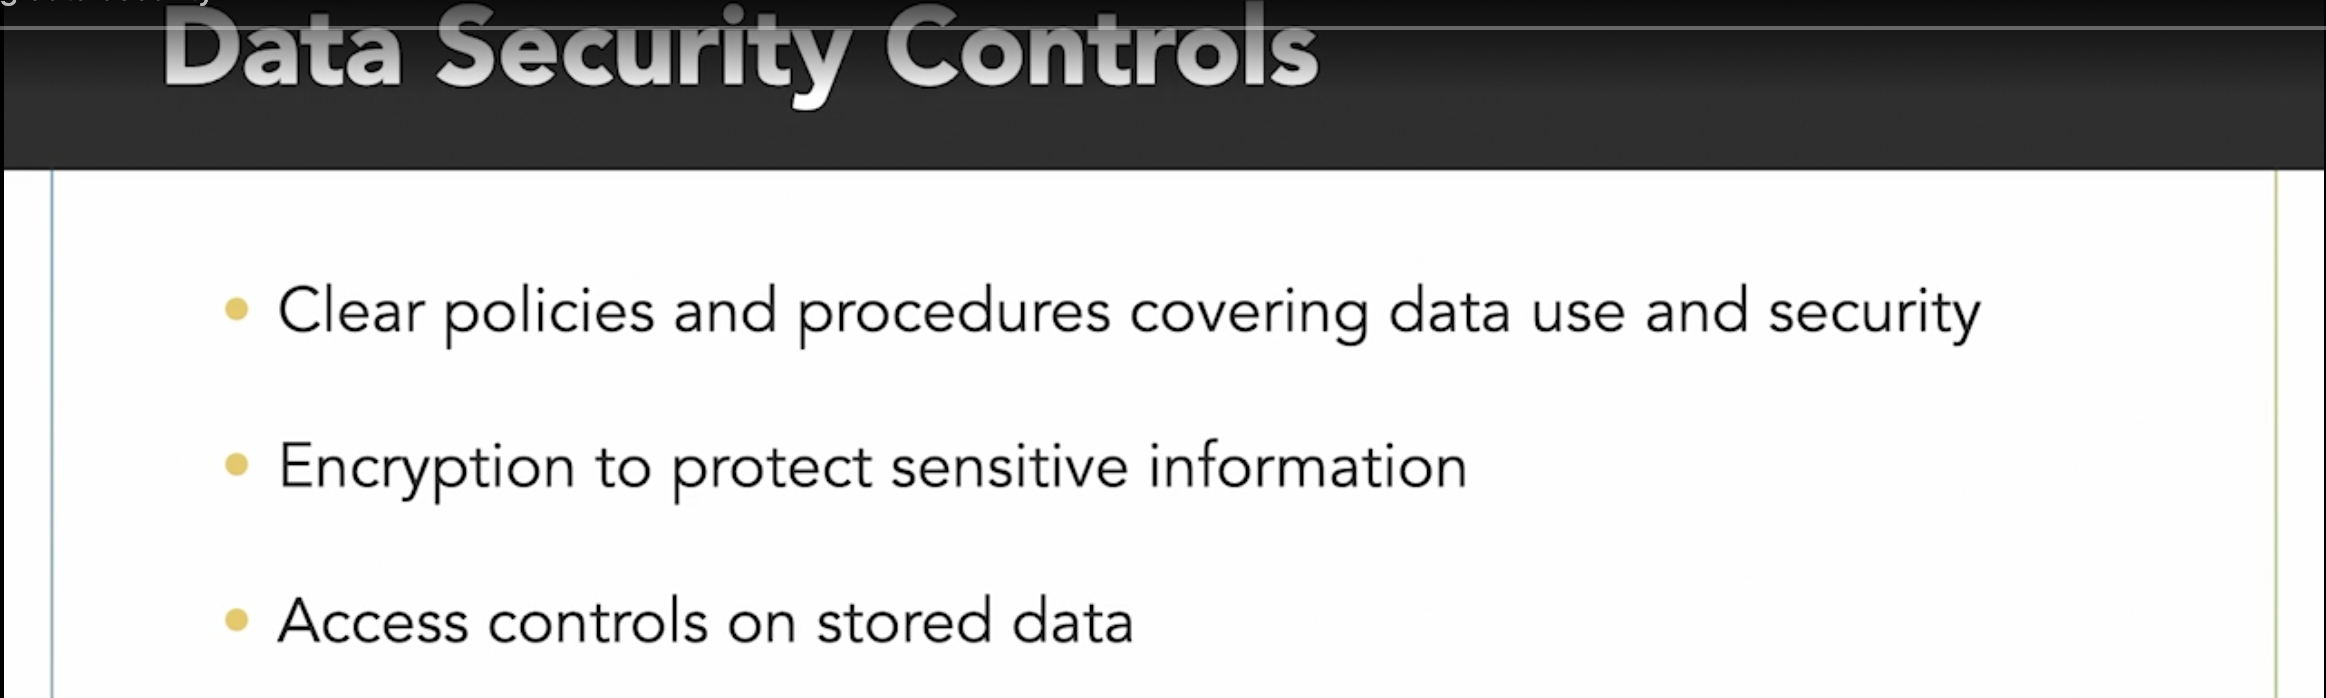 Data Security Controls
Clear policies and procedures covering data use and security
Encryption to protect sensitive information
Access controls on stored data